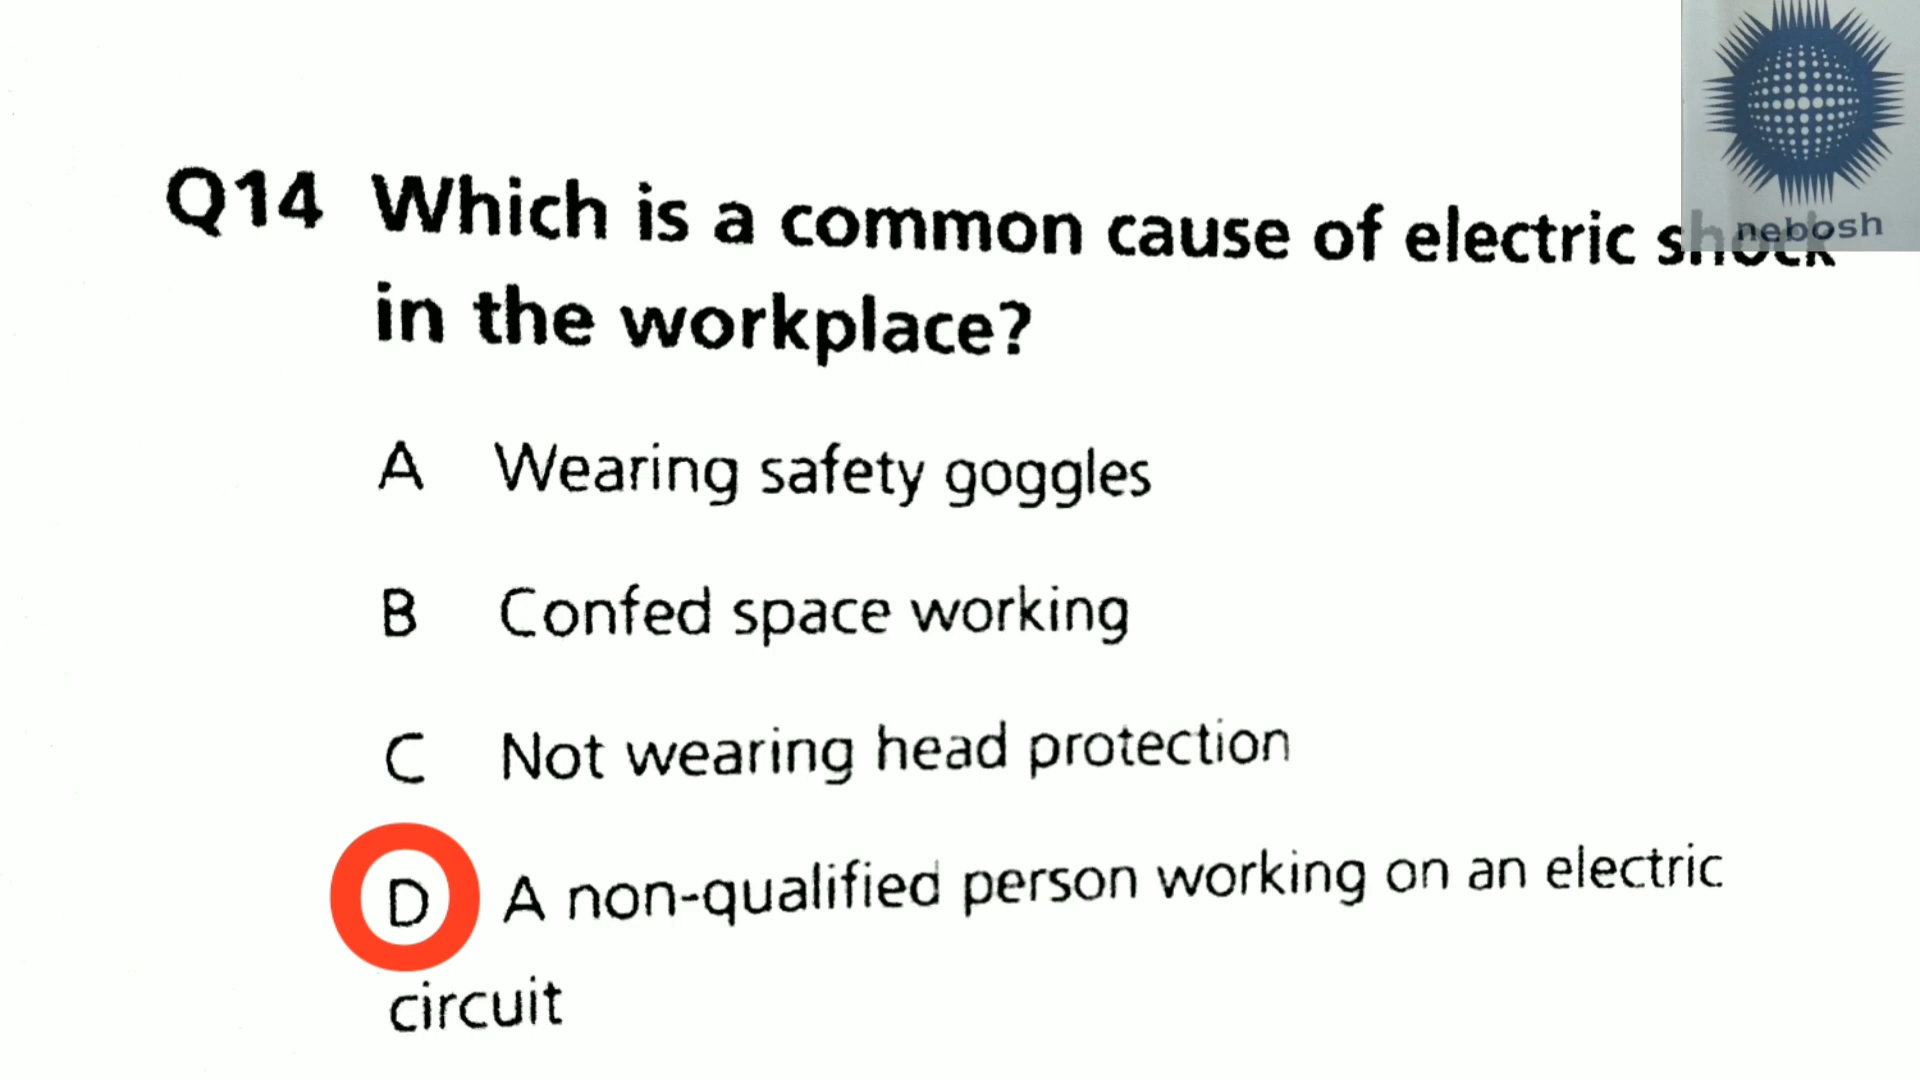 Q14 Which is a common cause of electric shock
in the workplace?
A Wearing safety goggles
B Confed space working
C Not wearing head protection
D A non-qualified person working on an electric
circuit
nebosh